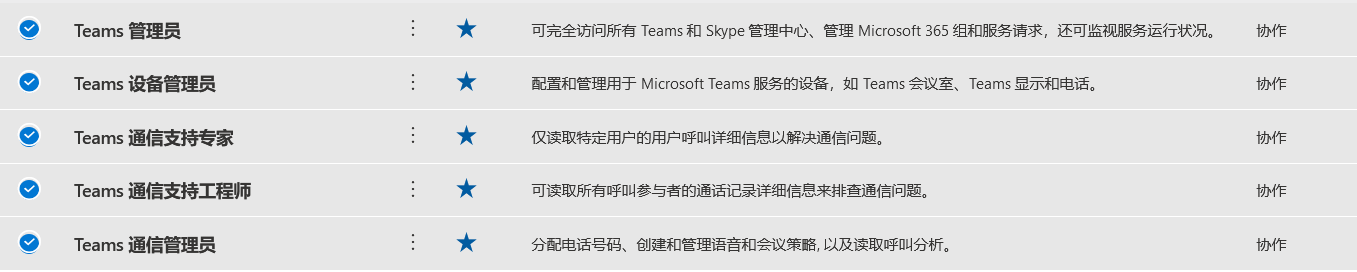 Teams 管理员 可完全访问所有 Teams 和 Skype 管理中心、管理 Microsoft 365 组和服务请求，还可监视服务运行状况。 协作
Teams 设备管理员 配置和管理用于 Microsoft Teams 服务的设备，如 Teams 会议室、Teams 显示和电话。 协作
Teams 通信支持专家 仅读取特定用户的用户呼叫详细信息以解决通信问题。 协作
Teams 通信支持工程师 可读取所有呼叫参与者的通话记录详细信息来排查通信问题。 协作
Teams 通信管理员 分配电话号码、创建和管理语音和会议策略, 以及读取呼叫分析。 协作